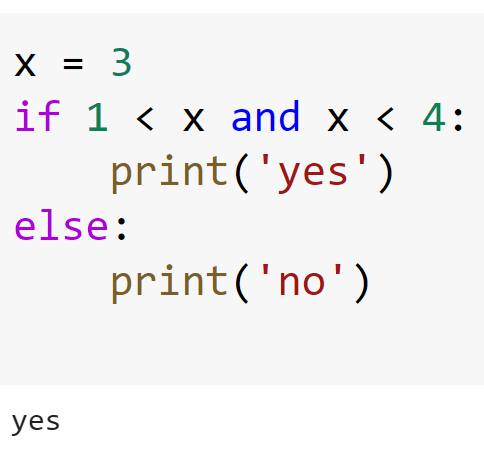 x = 3
if 1 < x and x < 4:
    print('yes')
else:
    print('no')
yes